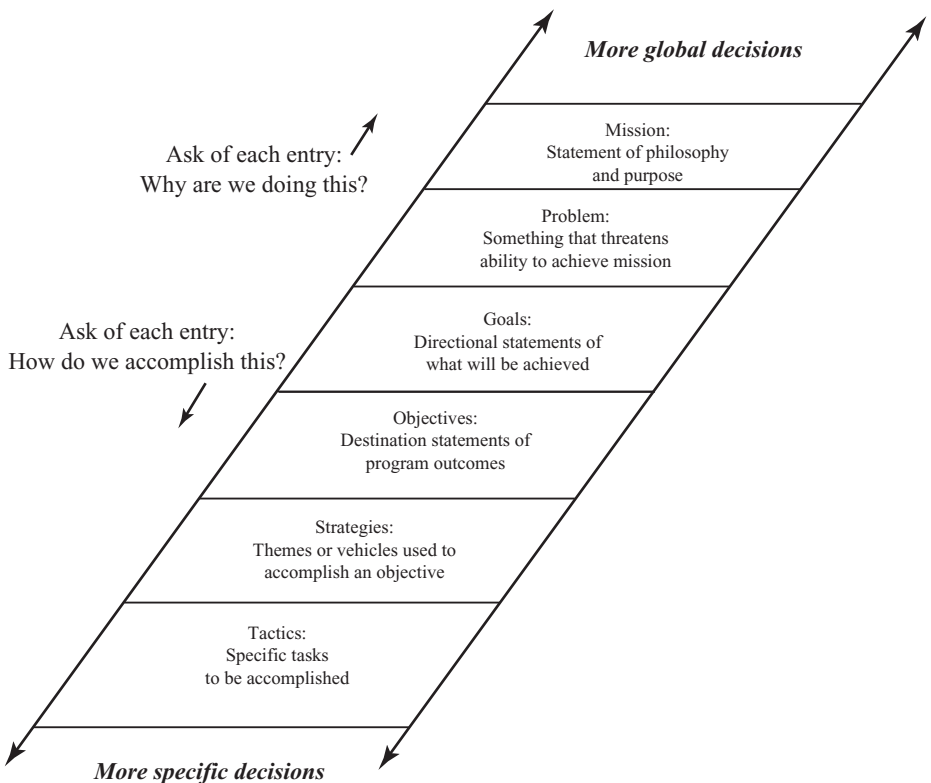 More global decisions
Mission:
Statement of philosophy
and purpose
Ask of each entry:
Why are we doing this?
Problem:
Something that threatens
ability to achieve mission
Goals:
Directional statements of
what will be achieved
Ask of each entry:
How do we accomplish this?
Objectives:
Destination statements of
program outcomes
Strategies:
Themes or vehicles used to
accomplish an objective
Tactics:
Specific tasks
to be accomplished
More specific decisions